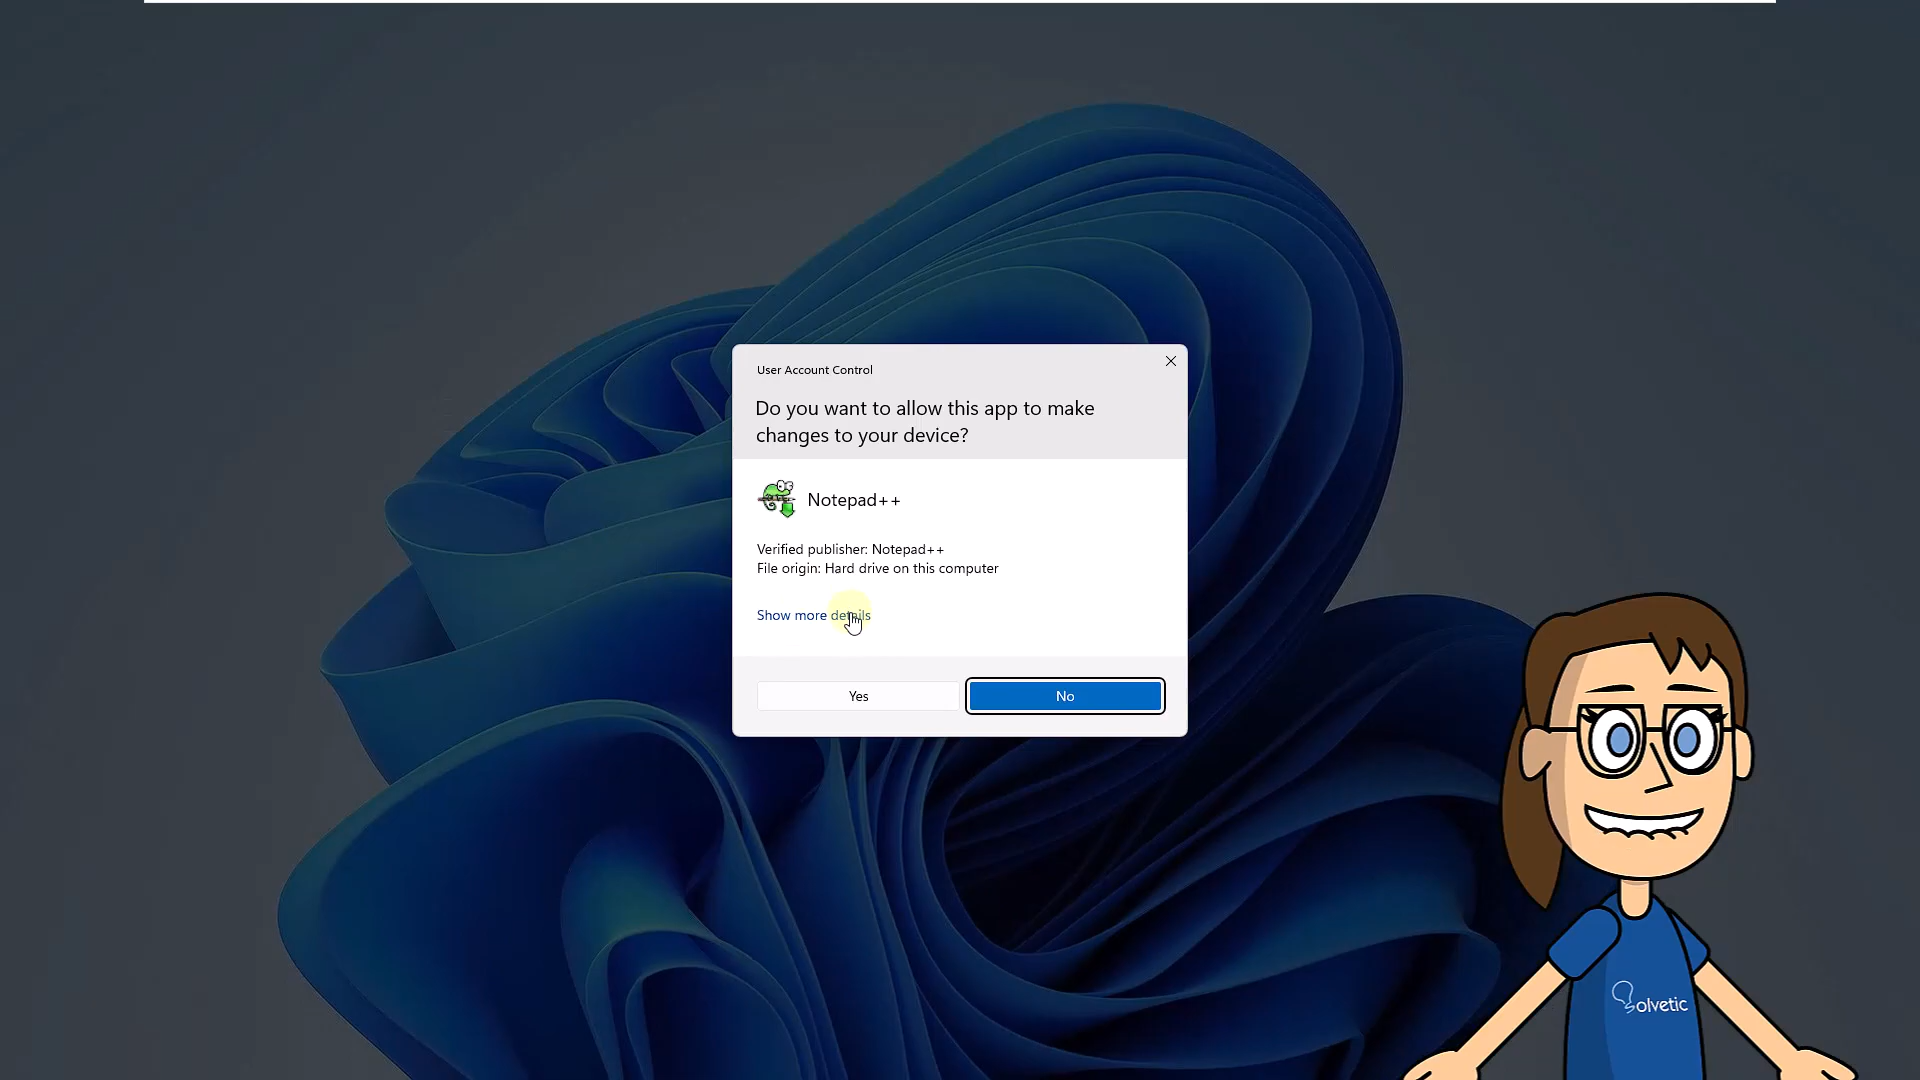 User Account Control
Do you want to allow this app to make
changes to your device?
Notepad++
Verified publisher: Notepad++
File origin: Hard drive on this computer
Show more details
Yes
No
Solvetic